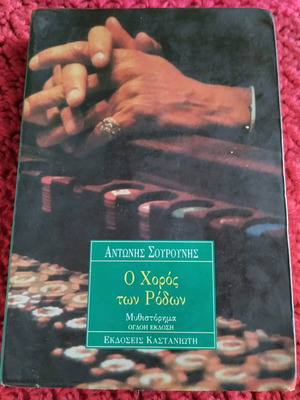 ΑΝΤΩΝΗΣ ΣΟΥΡΟΥΝΗΣ
Ο Χορός
των Ρόδων
Μυθιστόρημα
ΟΓΔΟΗ ΕΚΔΟΣΗ
ΕΚΔΟΣΕΙΣ ΚΑΣΤΑΝΙΩΤΗ